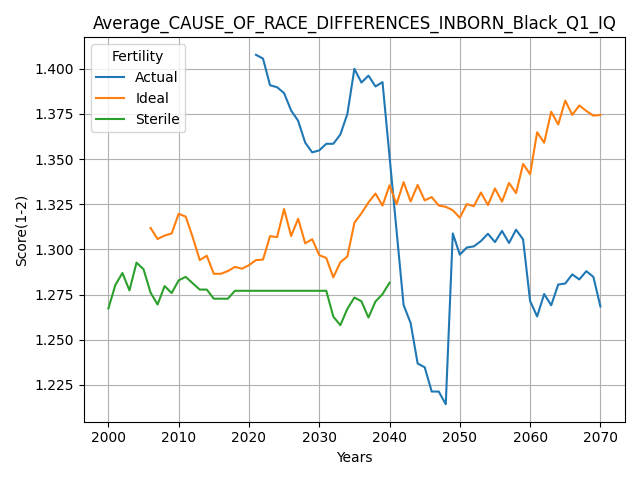 Average_CAUSE_OF_RACE_DIFFERENCES_INBORN_Black_Q1_IQ
Fertility
Actual
Ideal
Sterile
Score(1-2)
1.400
1.375
1.350
1.325
1.300
1.275
1.250
1.225
2000 2010 2020 2030 2040 2050 2060 2070
Years